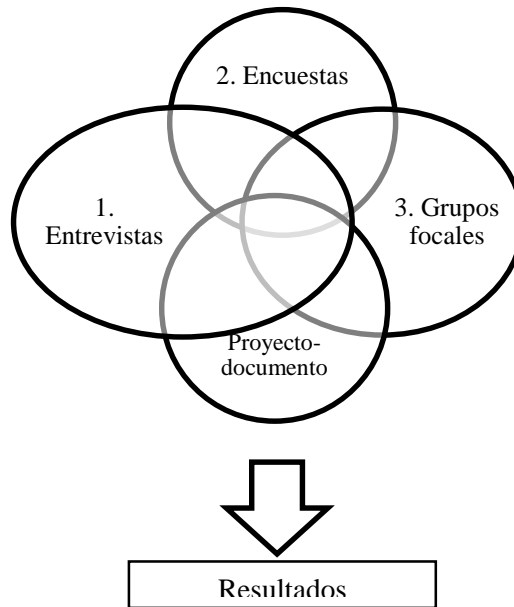 2. Encuestas
1.
Entrevistas
3. Grupos
focales
Proyecto-
documento
Resultados